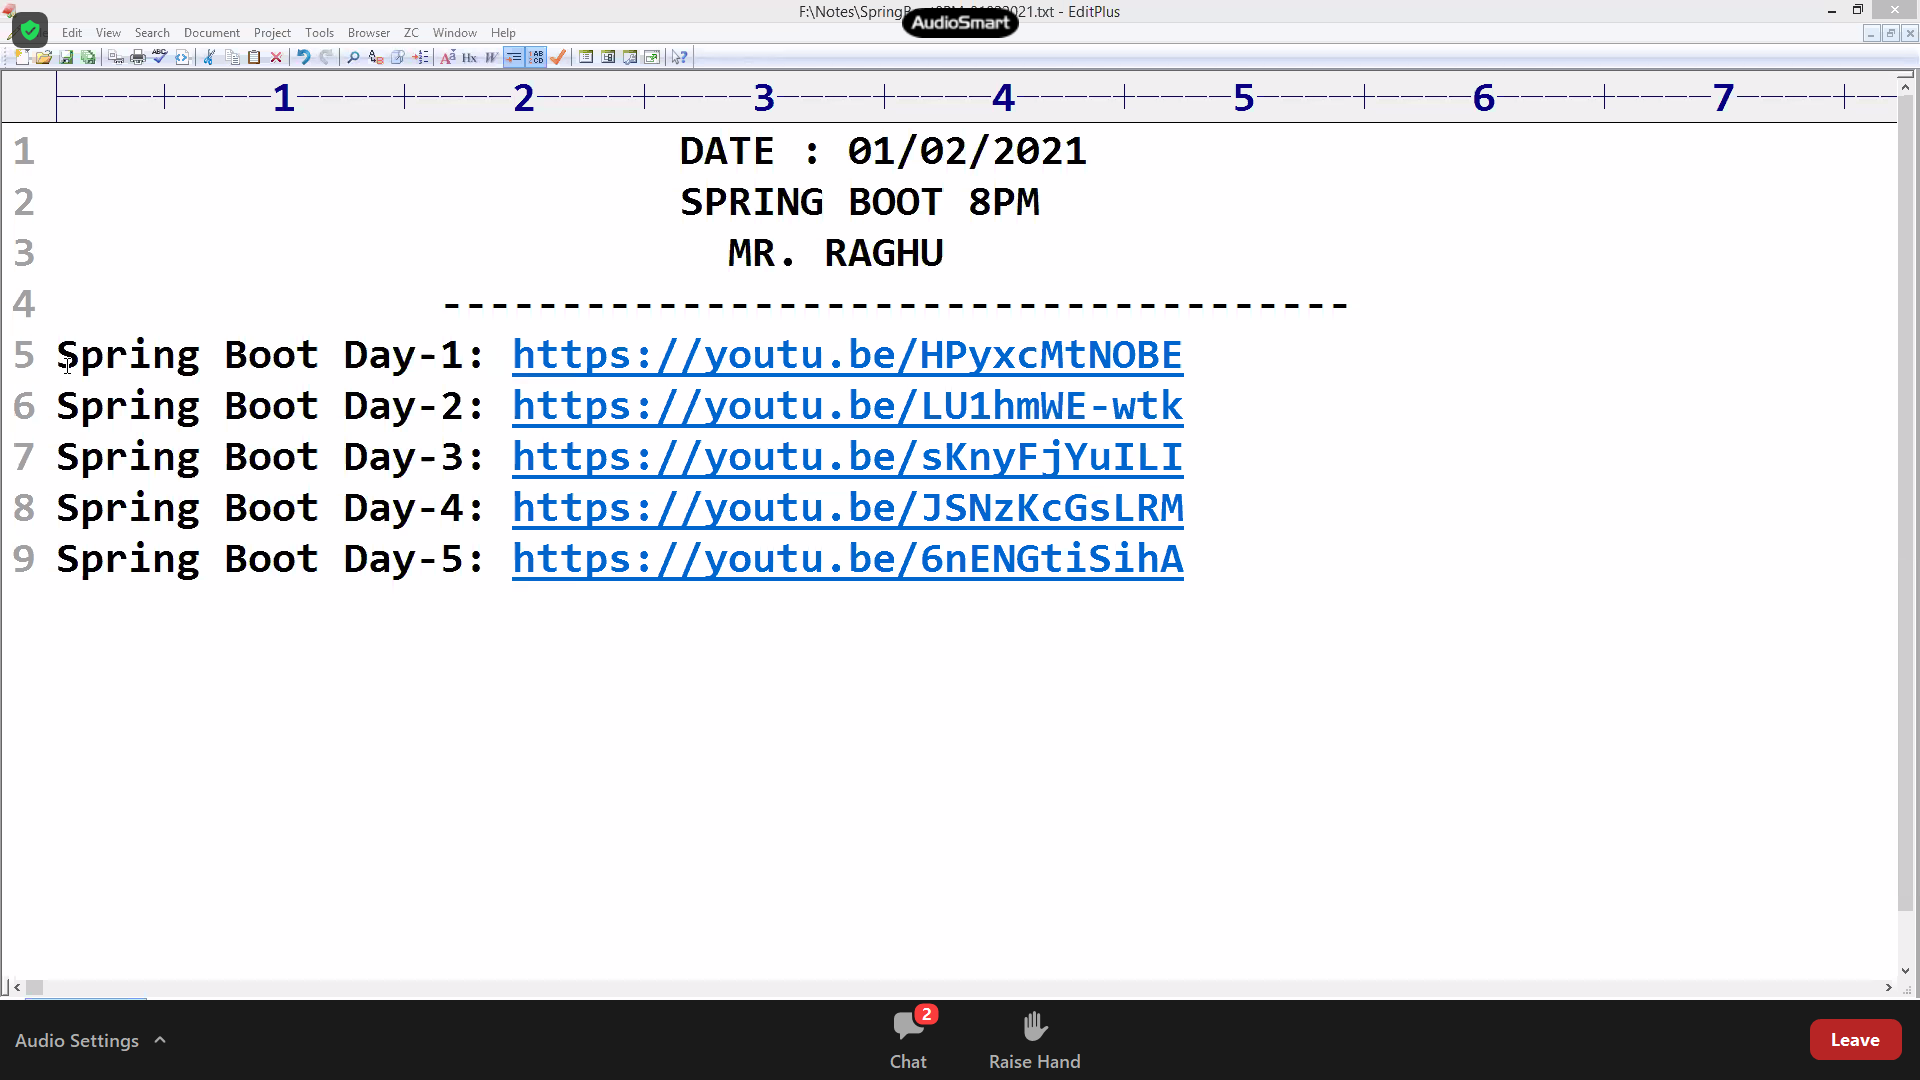 F:\Notes\Spring 021.txt - EditPlus
AudioSmart
Edit View Search Document Project Tools Browser ZC Window Help
1 2 3 4 5 6 7
1 DATE : 01/02/2021
2 SPRING BOOT 8PM
3 MR. RAGHU
4 --------------------------------------
5 Spring Boot Day-1: https://youtu.be/HPyxcMtNOBE
6 Spring Boot Day-2: https://youtu.be/LU1hmWE-wtk
7 Spring Boot Day-3: https://youtu.be/sKnyFjYuILI
8 Spring Boot Day-4: https://youtu.be/JSNzKcGsLRM
9 Spring Boot Day-5: https://youtu.be/6nENGtiSihA
Audio Settings
2
Chat
Raise Hand
Leave